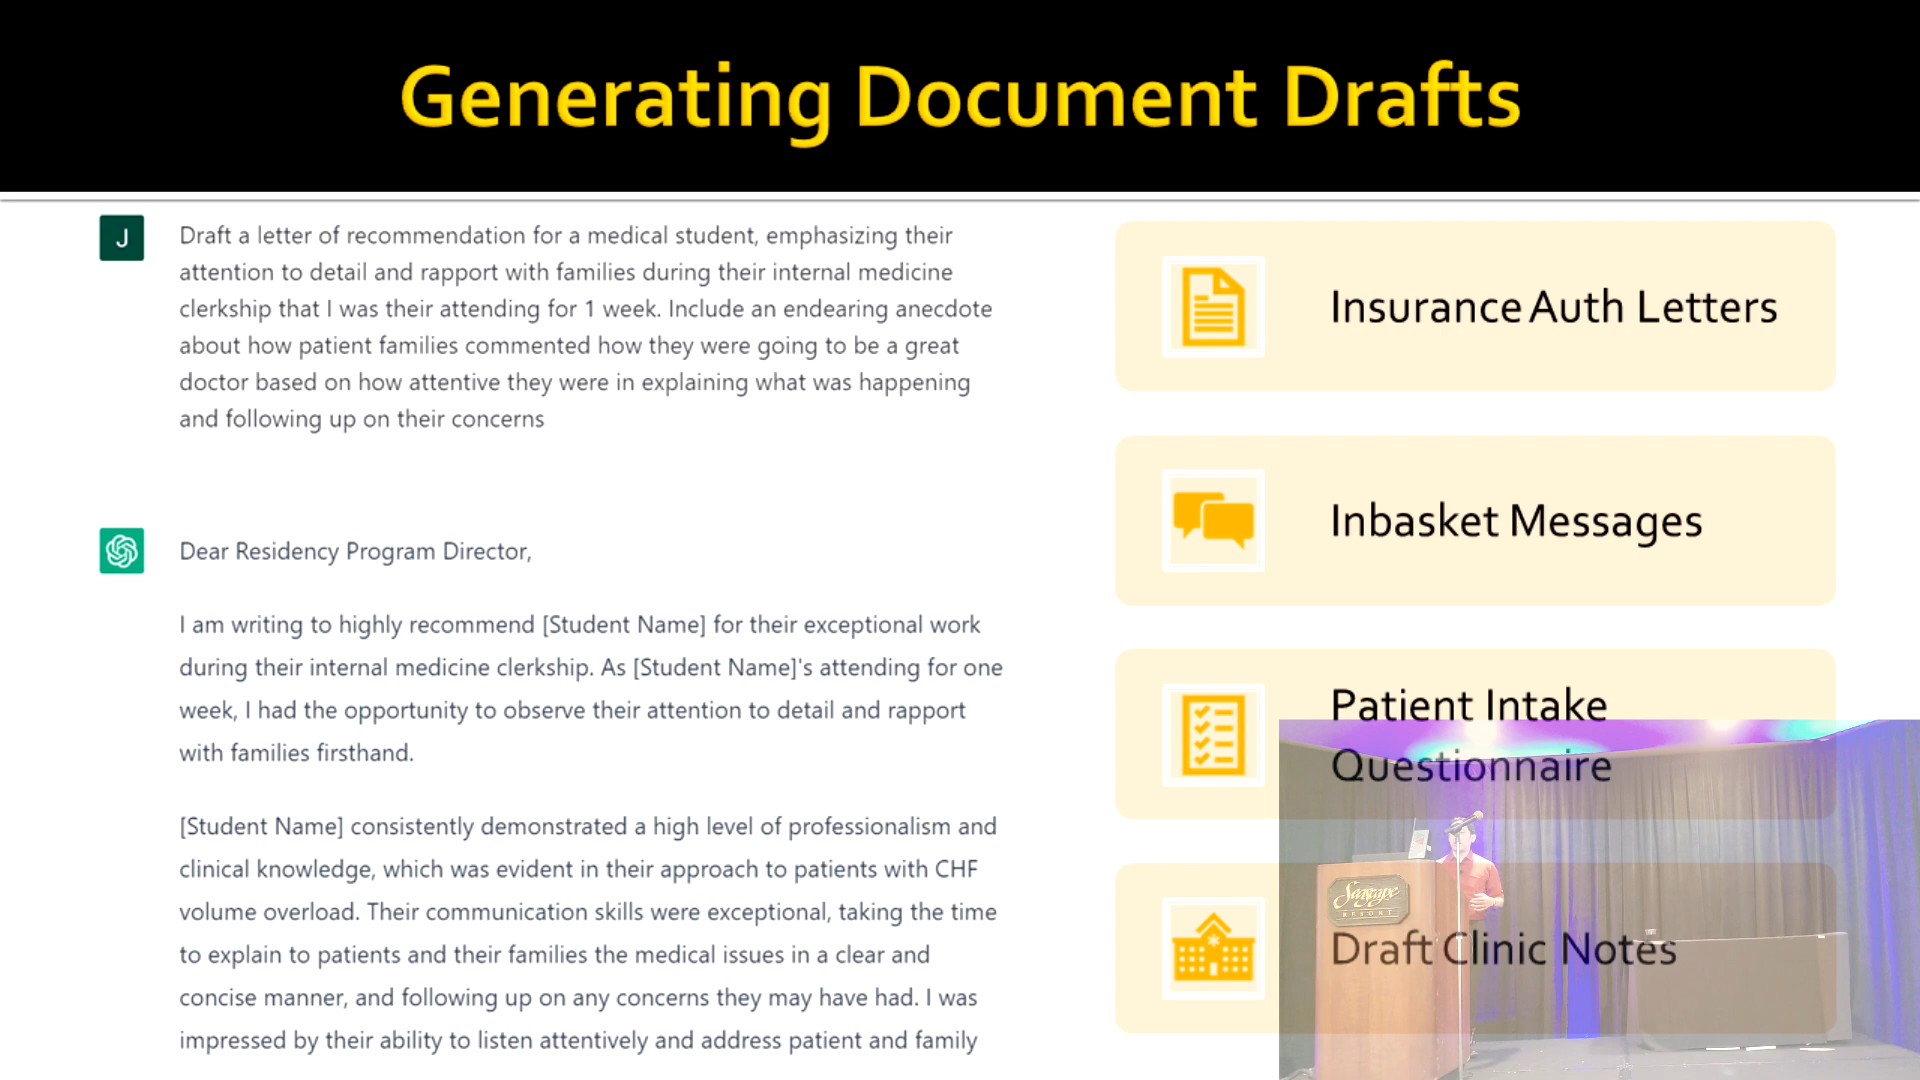 Generating Document Drafts
J
Draft a letter of recommendation for a medical student, emphasizing their
attention to detail and rapport with families during their internal medicine
clerkship that I was their attending for 1 week. Include an endearing anecdote
about how patient families commented how they were going to be a great
doctor based on how attentive they were in explaining what was happening
and following up on their concerns
Dear Residency Program Director,
I am writing to highly recommend [Student Name] for their exceptional work
during their internal medicine clerkship. As [Student Name]'s attending for one
week, I had the opportunity to observe their attention to detail and rapport
with families firsthand.
[Student Name] consistently demonstrated a high level of professionalism and
clinical knowledge, which was evident in their approach to patients with CHF
volume overload. Their communication skills were exceptional, taking the time
to explain to patients and their families the medical issues in a clear and
concise manner, and following up on any concerns they may have had. I was
impressed by their ability to listen attentively and address patient and family
Insurance Auth Letters
Inbasket Messages
Patient Intake
Questionnaire
Draft Clinic Notes
Seascape
RESORT